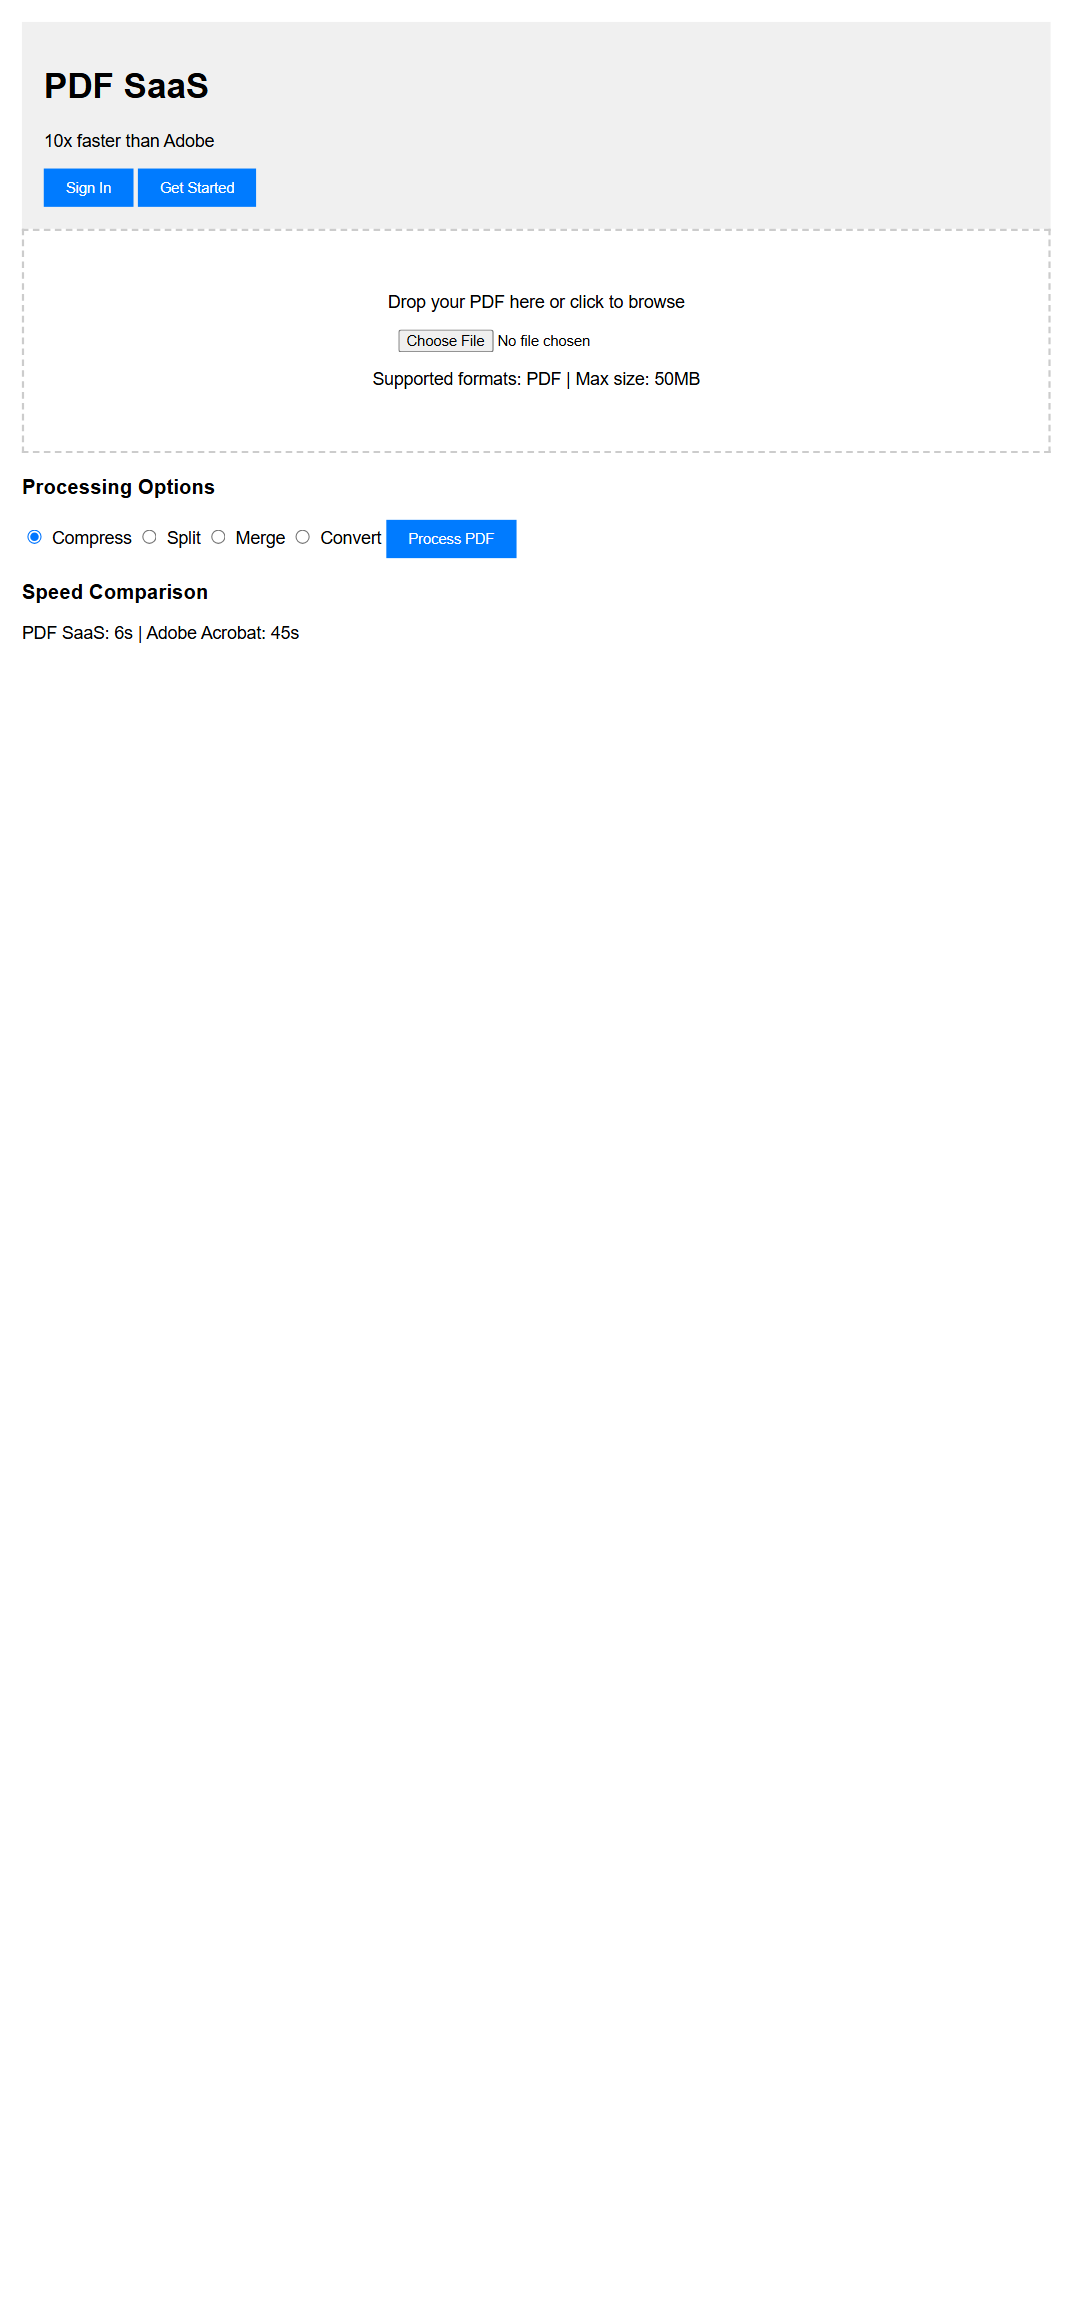 PDF SaaS
10x faster than Adobe
Sign In Get Started
Drop your PDF here or click to browse
Choose File No file chosen
Supported formats: PDF | Max size: 50MB
Processing Options
Compress Split Merge Convert Process PDF
Speed Comparison
PDF SaaS: 6s | Adobe Acrobat: 45s